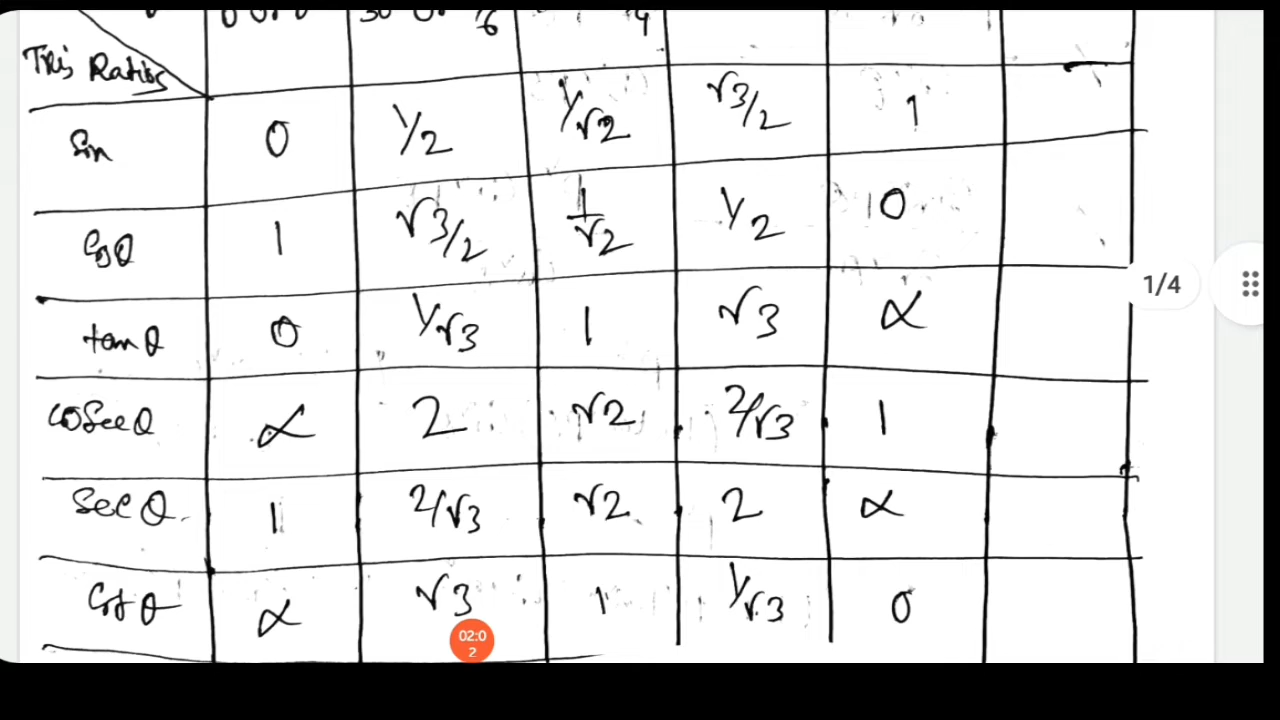 Trig Ratios
Sin 0 1/2 1/√2 √3/2 1
Cosθ 1 √3/2 1/√2 1/2 0
tanθ 0 1/√3 1 √3 ∝
Cosecθ ∝ 2 √2 2/√3 1
Secθ 1 2/√3 √2 2 ∝
Cotθ ∝ √3 1 1/√3 0
1/4
02:02